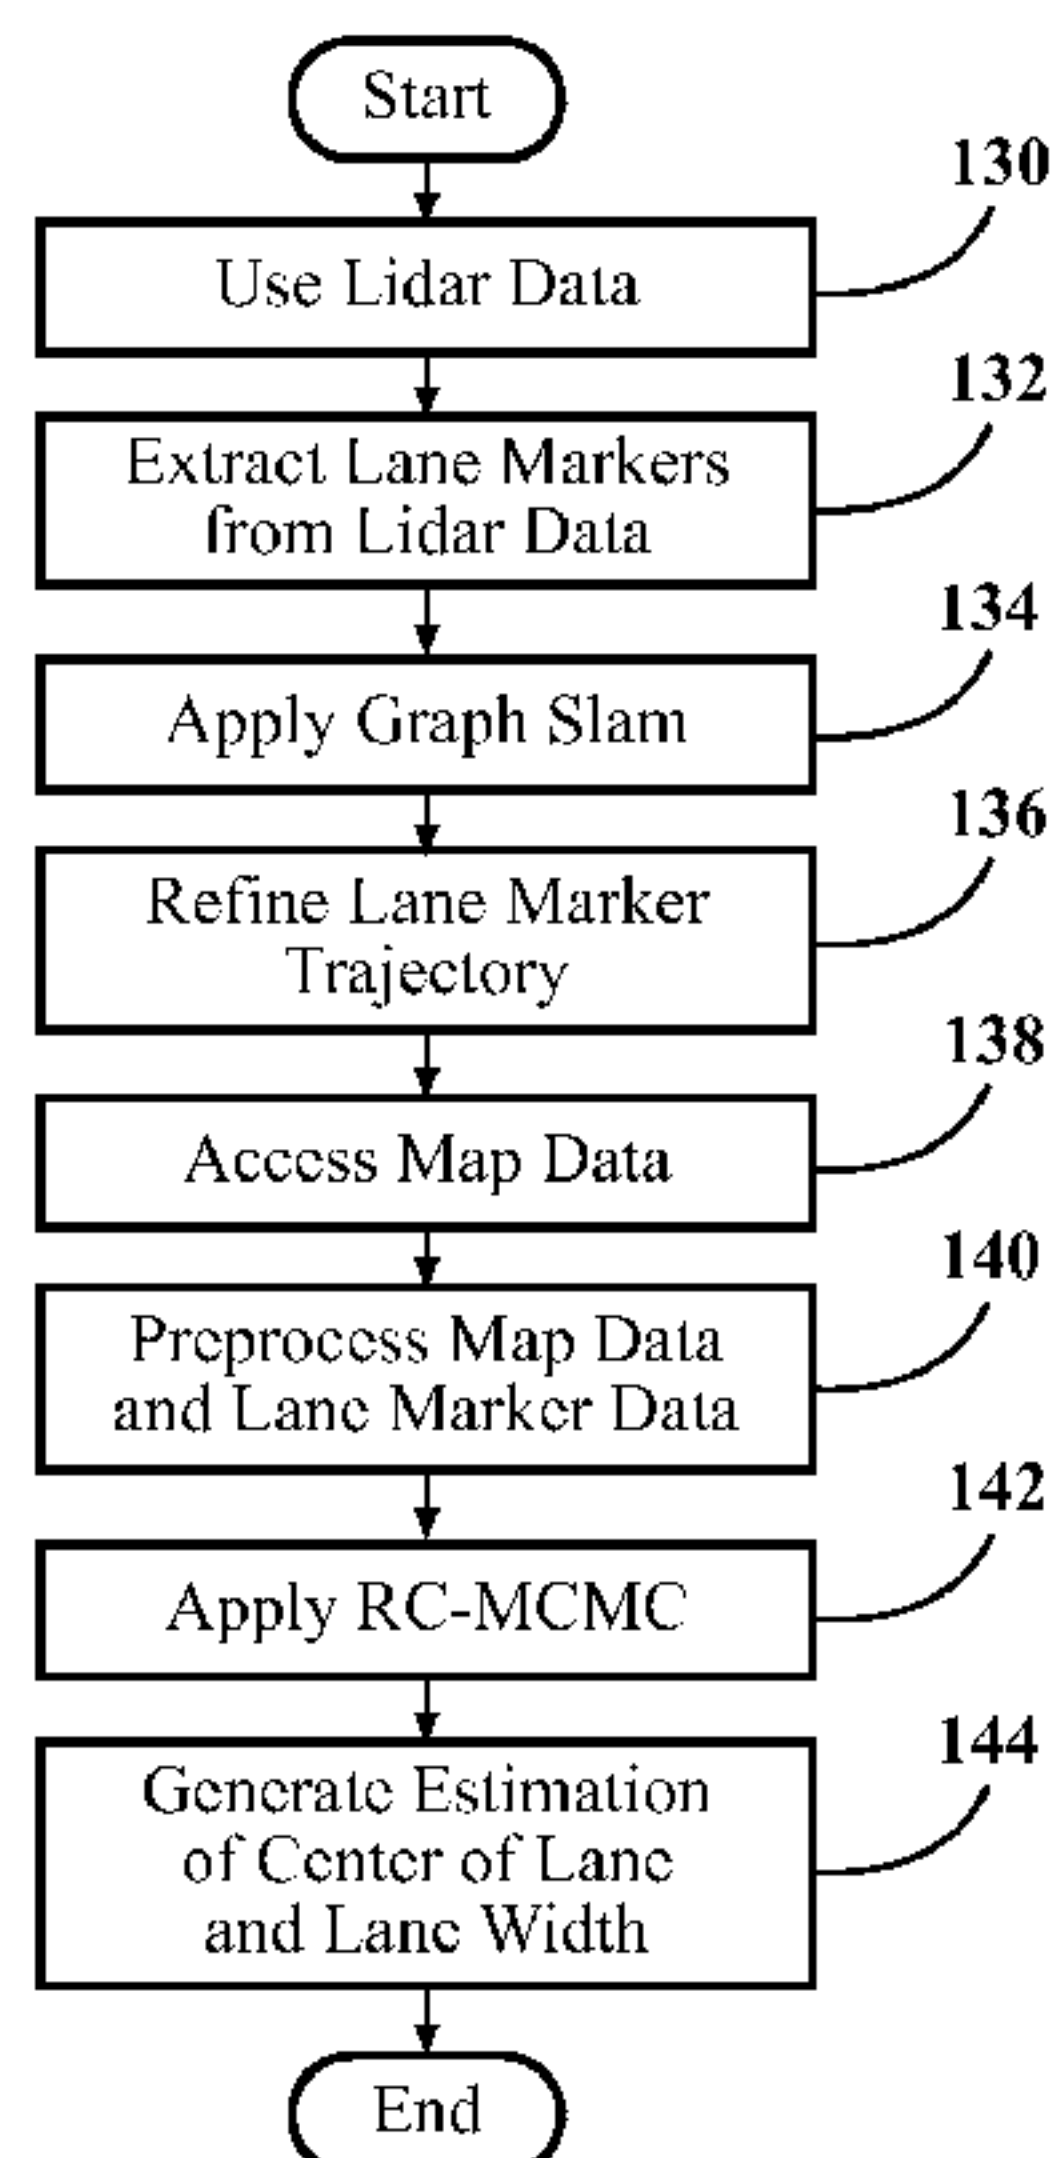 Start
130
Use Lidar Data
132
Extract Lane Markers
from Lidar Data
134
Apply Graph Slam
136
Refine Lane Marker
Trajectory
138
Access Map Data
140
Preprocess Map Data
and Lane Marker Data
142
Apply RC-MCMC
144
Generate Estimation
of Center of Lane
and Lane Width
End